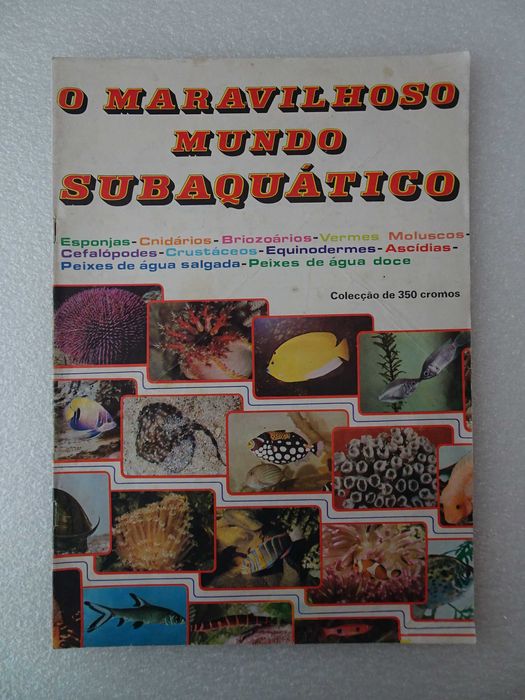 O MARAVILHOSO
MUNDO
SUBAQUÁTICO
Esponjas-Cnidários-Briozoários-Vermes Moluscos-
Cefalópodes-Crustáceos-Equinodermes-Ascídias-
Peixes de água salgada-Peixes de água doce
Colecção de 350 cromos